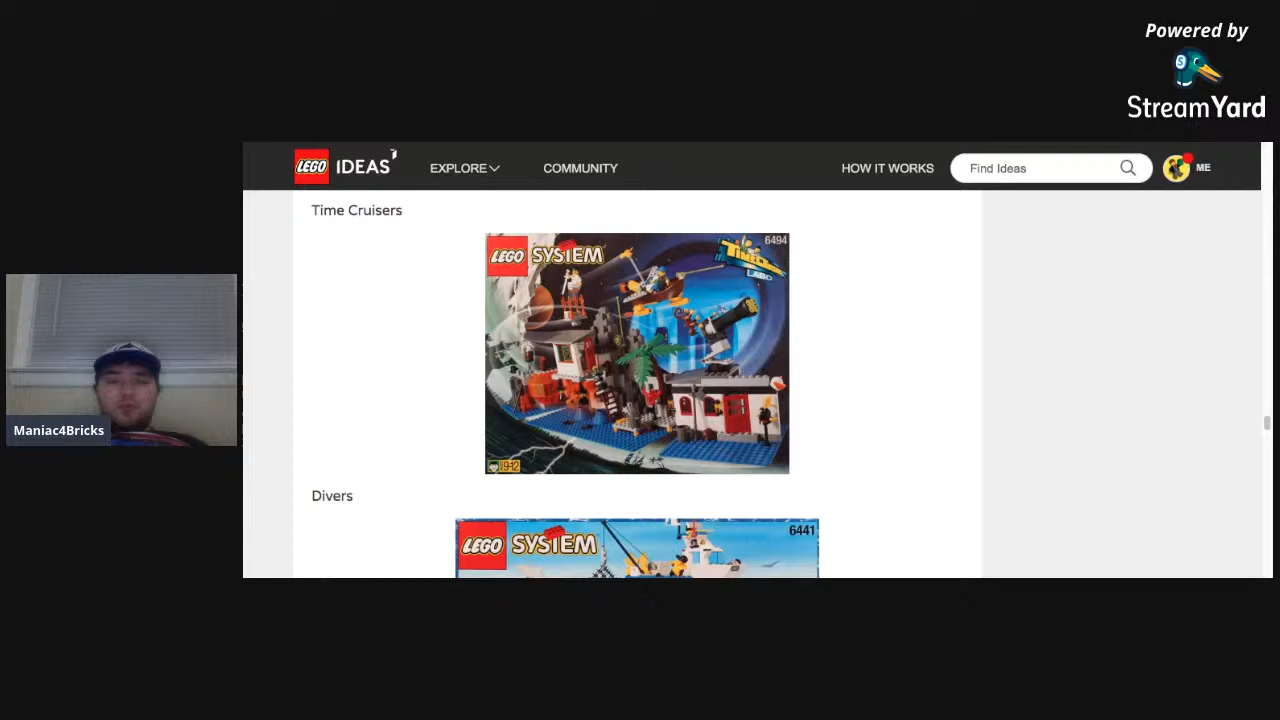 Powered by
StreamYard
LEGO IDEAS
EXPLORE
COMMUNITY
HOW IT WORKS
Find Ideas
ME
Time Cruisers
LEGO SYSTEM
6494
LEGO
9-12
Divers
LEGO SYSTEM
6441
Maniac4Bricks